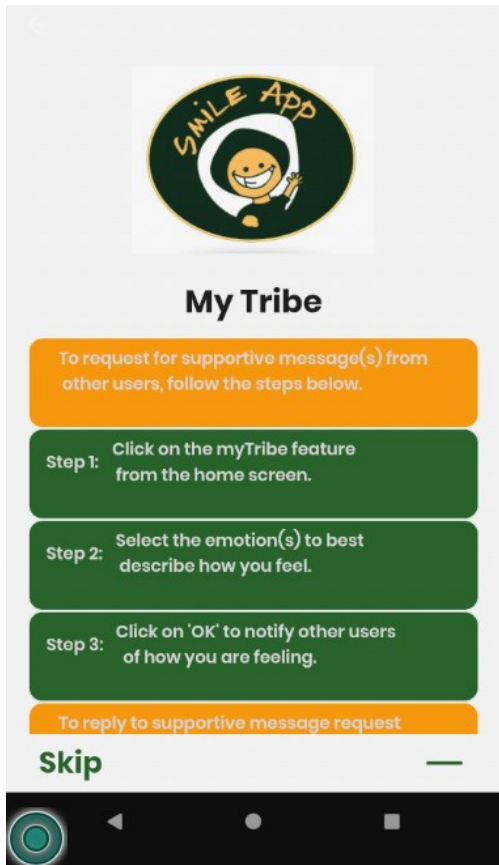 SMILE APP
My Tribe
To request for supportive message(s) from
other users, follow the steps below.
Step 1: Click on the myTribe feature
from the home screen.
Step 2: Select the emotion(s) to best
describe how you feel.
Step 3: Click on 'OK' to notify other users
of how you are feeling.
To reply to supportive message request
Skip